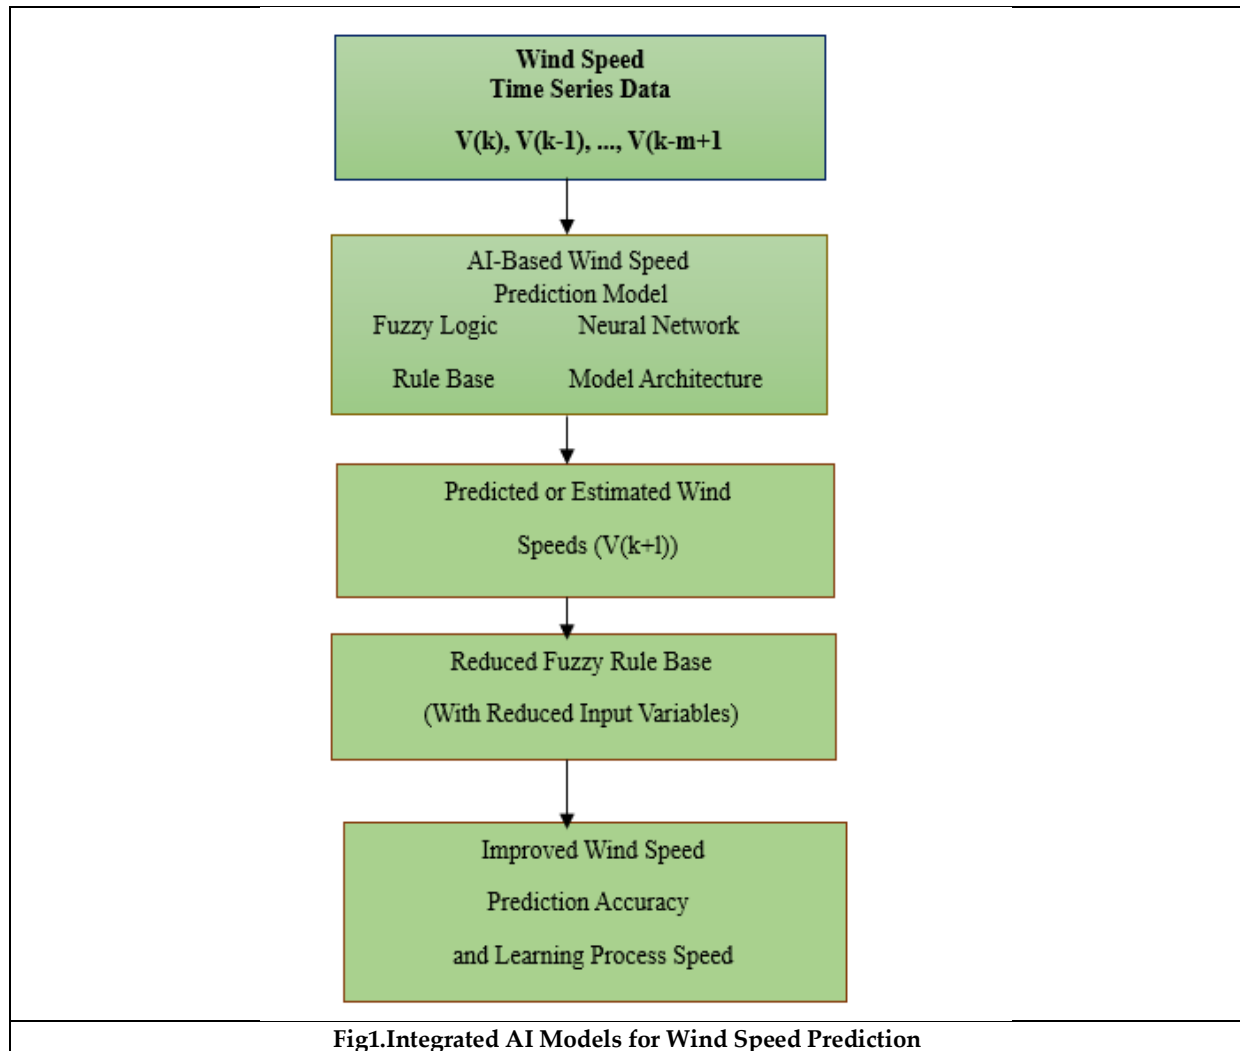 Wind Speed
Time Series Data
V(k), V(k-1), ..., V(k-m+1
AI-Based Wind Speed
Prediction Model
Fuzzy Logic Neural Network
Rule Base Model Architecture
Predicted or Estimated Wind
Speeds (V(k+l))
Reduced Fuzzy Rule Base
(With Reduced Input Variables)
Improved Wind Speed
Prediction Accuracy
and Learning Process Speed
Fig1.Integrated AI Models for Wind Speed Prediction